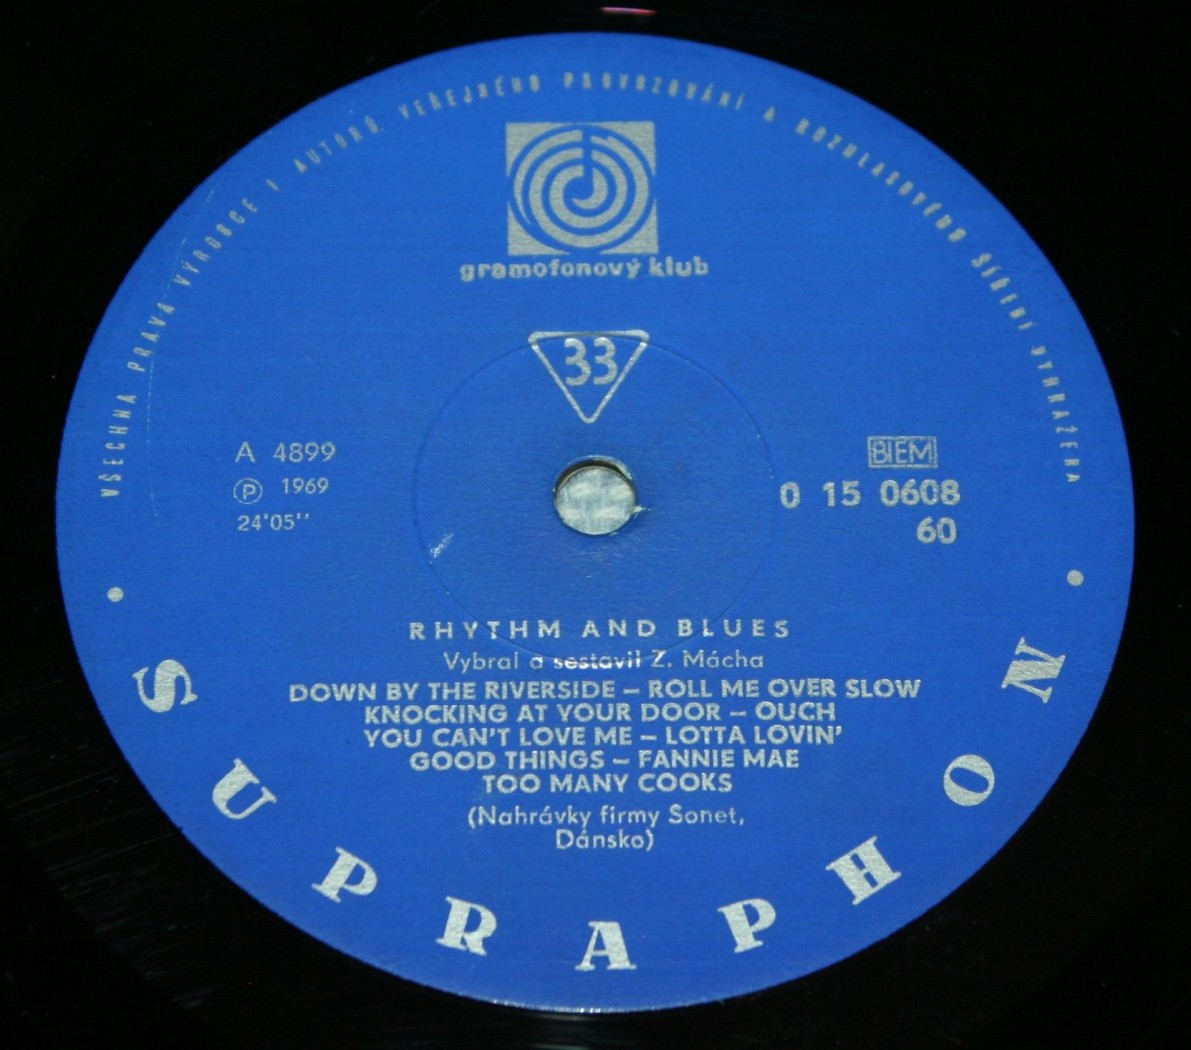 VŠECHNA PRÁVA VÝROBCE I AUTORŮ, VEŘEJNÉHO PROVOZOVÁNÍ A ROZHLASOVÉHO ŠÍŘENÍ VYHRAŽENA
gramofonový klub
33
A 4899
Ⓟ 1969
24'05''
BIEM
0 15 0608
60
RHYTHM AND BLUES
Vybral a sestavil Z. Mácha
DOWN BY THE RIVERSIDE – ROLL ME OVER SLOW
KNOCKING AT YOUR DOOR – OUCH
YOU CAN'T LOVE ME – LOTTA LOVIN'
GOOD THINGS – FANNIE MAE
TOO MANY COOKS
(Nahrávky firmy Sonet,
Dánsko)
• SUPRAPHON •